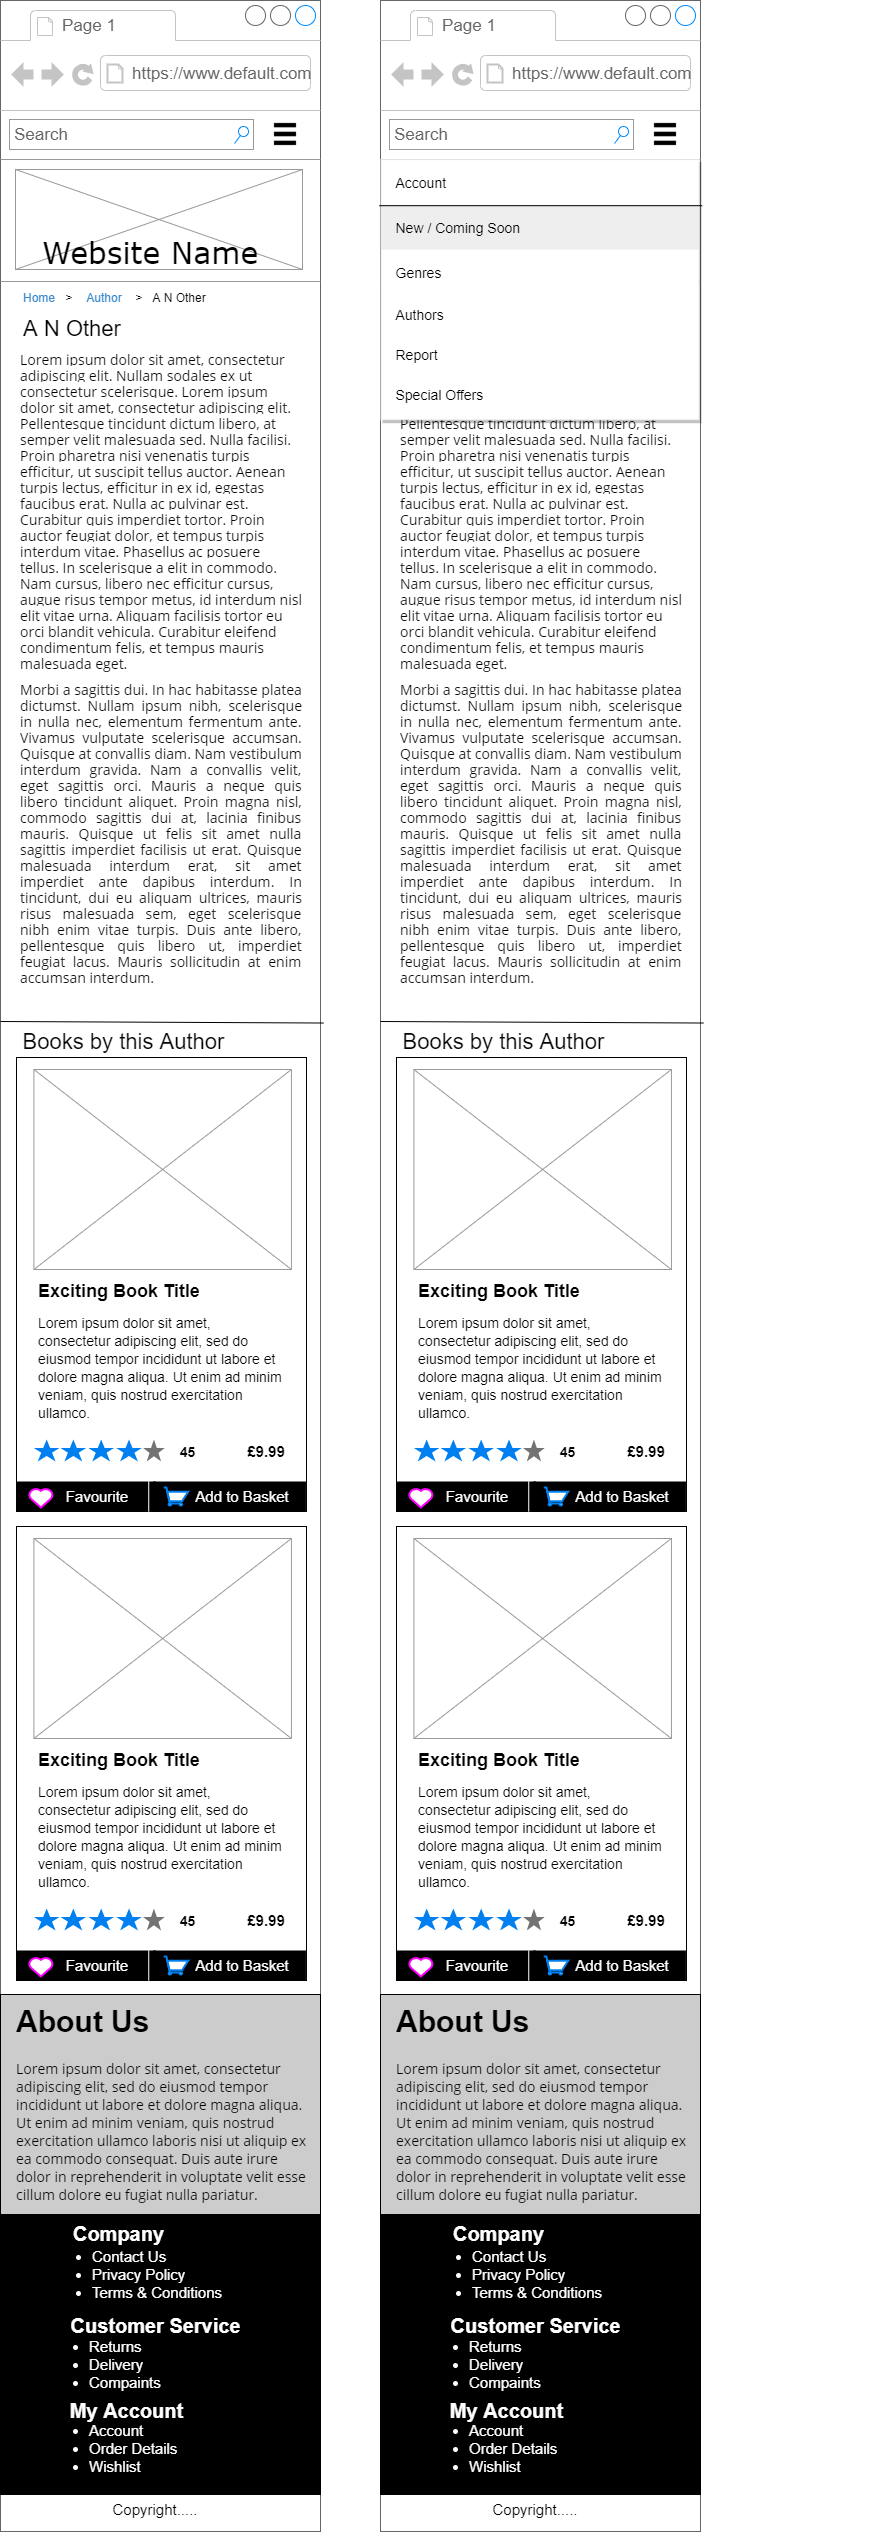 Page 1
https://www.default.com
Search
Website Name
Home > Author > A N Other
A N Other
Lorem ipsum dolor sit amet, consectetur
adipiscing elit. Nullam sodales ex ut
consectetur scelerisque. Lorem ipsum
dolor sit amet, consectetur adipiscing elit.
Pellentesque tincidunt dictum libero, at
semper velit malesuada sed. Nulla facilisi.
Proin pharetra nisi venenatis turpis
efficitur, ut suscipit tellus auctor. Aenean
turpis lectus, efficitur in ex id, egestas
faucibus erat. Nulla ac pulvinar est.
Curabitur quis imperdiet tortor. Proin
auctor feugiat dolor, et tempus turpis
interdum vitae. Phasellus ac posuere
tellus. In scelerisque a elit in commodo.
Nam cursus, libero nec efficitur cursus,
augue risus tempor metus, id interdum nisl
elit vitae urna. Aliquam facilisis tortor eu
orci blandit vehicula. Curabitur eleifend
condimentum felis, et tempus mauris
malesuada eget.
Morbi a sagittis dui. In hac habitasse platea
dictumst. Nullam ipsum nibh, scelerisque
in nulla nec, elementum fermentum ante.
Vivamus vulputate scelerisque accumsan.
Quisque at convallis diam. Nam vestibulum
interdum gravida. Nam a convallis velit,
eget sagittis orci. Mauris a neque quis
libero tincidunt aliquet. Proin magna nisl,
commodo sagittis dui at, lacinia finibus
mauris. Quisque ut felis sit amet nulla
sagittis imperdiet facilisis ut erat. Quisque
malesuada interdum erat, sit amet
imperdiet ante dapibus interdum. In
tincidunt, dui eu aliquam ultrices, mauris
risus malesuada sem, eget scelerisque
nibh enim vitae turpis. Duis ante libero,
pellentesque quis libero ut, imperdiet
feugiat lacus. Mauris sollicitudin at enim
accumsan interdum.
Books by this Author
Exciting Book Title
Lorem ipsum dolor sit amet,
consectetur adipiscing elit, sed do
eiusmod tempor incididunt ut labore et
dolore magna aliqua. Ut enim ad minim
veniam, quis nostrud exercitation
ullamco.
45 £9.99
Favourite Add to Basket
Exciting Book Title
Lorem ipsum dolor sit amet,
consectetur adipiscing elit, sed do
eiusmod tempor incididunt ut labore et
dolore magna aliqua. Ut enim ad minim
veniam, quis nostrud exercitation
ullamco.
45 £9.99
Favourite Add to Basket
About Us
Lorem ipsum dolor sit amet, consectetur
adipiscing elit, sed do eiusmod tempor
incididunt ut labore et dolore magna aliqua.
Ut enim ad minim veniam, quis nostrud
exercitation ullamco laboris nisi ut aliquip ex
ea commodo consequat. Duis aute irure
dolor in reprehenderit in voluptate velit esse
cillum dolore eu fugiat nulla pariatur.
Company
• Contact Us
• Privacy Policy
• Terms & Conditions
Customer Service
• Returns
• Delivery
• Compaints
My Account
• Account
• Order Details
• Wishlist
Copyright.....
Page 1
https://www.default.com
Search
Account
New / Coming Soon
Genres
Authors
Report
Special Offers
Pellentesque tincidunt dictum libero, at
semper velit malesuada sed. Nulla facilisi.
Proin pharetra nisi venenatis turpis
efficitur, ut suscipit tellus auctor. Aenean
turpis lectus, efficitur in ex id, egestas
faucibus erat. Nulla ac pulvinar est.
Curabitur quis imperdiet tortor. Proin
auctor feugiat dolor, et tempus turpis
interdum vitae. Phasellus ac posuere
tellus. In scelerisque a elit in commodo.
Nam cursus, libero nec efficitur cursus,
augue risus tempor metus, id interdum nisl
elit vitae urna. Aliquam facilisis tortor eu
orci blandit vehicula. Curabitur eleifend
condimentum felis, et tempus mauris
malesuada eget.
Morbi a sagittis dui. In hac habitasse platea
dictumst. Nullam ipsum nibh, scelerisque
in nulla nec, elementum fermentum ante.
Vivamus vulputate scelerisque accumsan.
Quisque at convallis diam. Nam vestibulum
interdum gravida. Nam a convallis velit,
eget sagittis orci. Mauris a neque quis
libero tincidunt aliquet. Proin magna nisl,
commodo sagittis dui at, lacinia finibus
mauris. Quisque ut felis sit amet nulla
sagittis imperdiet facilisis ut erat. Quisque
malesuada interdum erat, sit amet
imperdiet ante dapibus interdum. In
tincidunt, dui eu aliquam ultrices, mauris
risus malesuada sem, eget scelerisque
nibh enim vitae turpis. Duis ante libero,
pellentesque quis libero ut, imperdiet
feugiat lacus. Mauris sollicitudin at enim
accumsan interdum.
Books by this Author
Exciting Book Title
Lorem ipsum dolor sit amet,
consectetur adipiscing elit, sed do
eiusmod tempor incididunt ut labore et
dolore magna aliqua. Ut enim ad minim
veniam, quis nostrud exercitation
ullamco.
45 £9.99
Favourite Add to Basket
Exciting Book Title
Lorem ipsum dolor sit amet,
consectetur adipiscing elit, sed do
eiusmod tempor incididunt ut labore et
dolore magna aliqua. Ut enim ad minim
veniam, quis nostrud exercitation
ullamco.
45 £9.99
Favourite Add to Basket
About Us
Lorem ipsum dolor sit amet, consectetur
adipiscing elit, sed do eiusmod tempor
incididunt ut labore et dolore magna aliqua.
Ut enim ad minim veniam, quis nostrud
exercitation ullamco laboris nisi ut aliquip ex
ea commodo consequat. Duis aute irure
dolor in reprehenderit in voluptate velit esse
cillum dolore eu fugiat nulla pariatur.
Company
• Contact Us
• Privacy Policy
• Terms & Conditions
Customer Service
• Returns
• Delivery
• Compaints
My Account
• Account
• Order Details
• Wishlist
Copyright.....